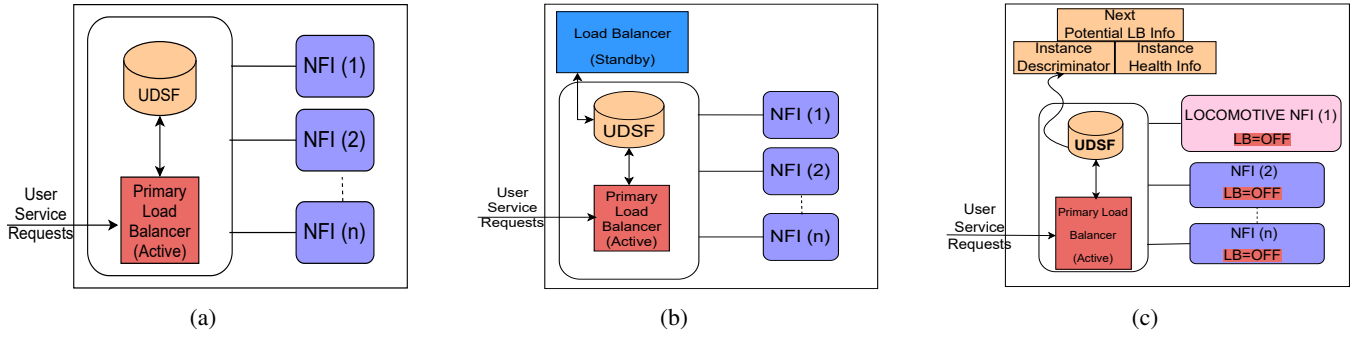 UDSF
Primary
Load
Balancer
(Active)
User
Service
Requests
NFI (1)
NFI (2)
NFI (n)
(a)
Load Balancer
(Standby)
UDSF
Primary
Load
Balancer
(Active)
User
Service
Requests
NFI (1)
NFI (2)
NFI (n)
(b)
Next
Potential LB Info
Instance
Discriminator
Instance
Health Info
UDSF
Primary Load
Balancer
(Active)
User
Service
Requests
LOCOMOTIVE NFI (1)
LB=OFF
NFI (2)
LB=OFF
NFI (n)
LB=OFF
(c)